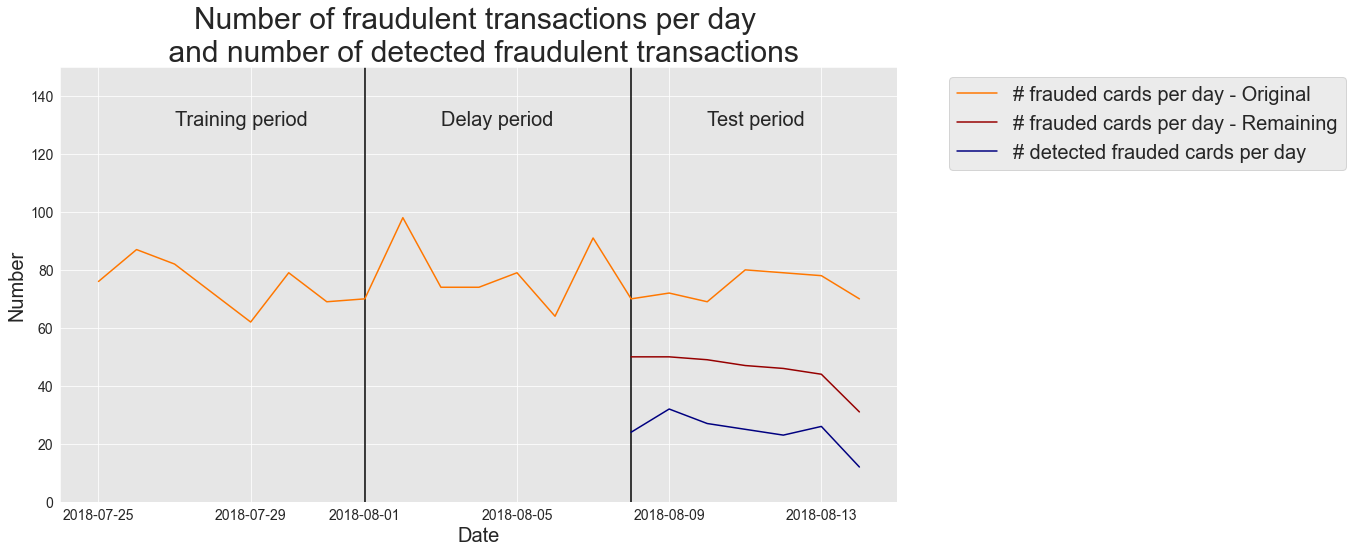 Number of fraudulent transactions per day
and number of detected fraudulent transactions
Number
140
120
100
80
60
40
20
0
Training period
Delay period
Test period
2018-07-25
2018-07-29
2018-08-01
2018-08-05
2018-08-09
2018-08-13
Date
# frauded cards per day - Original
# frauded cards per day - Remaining
# detected frauded cards per day